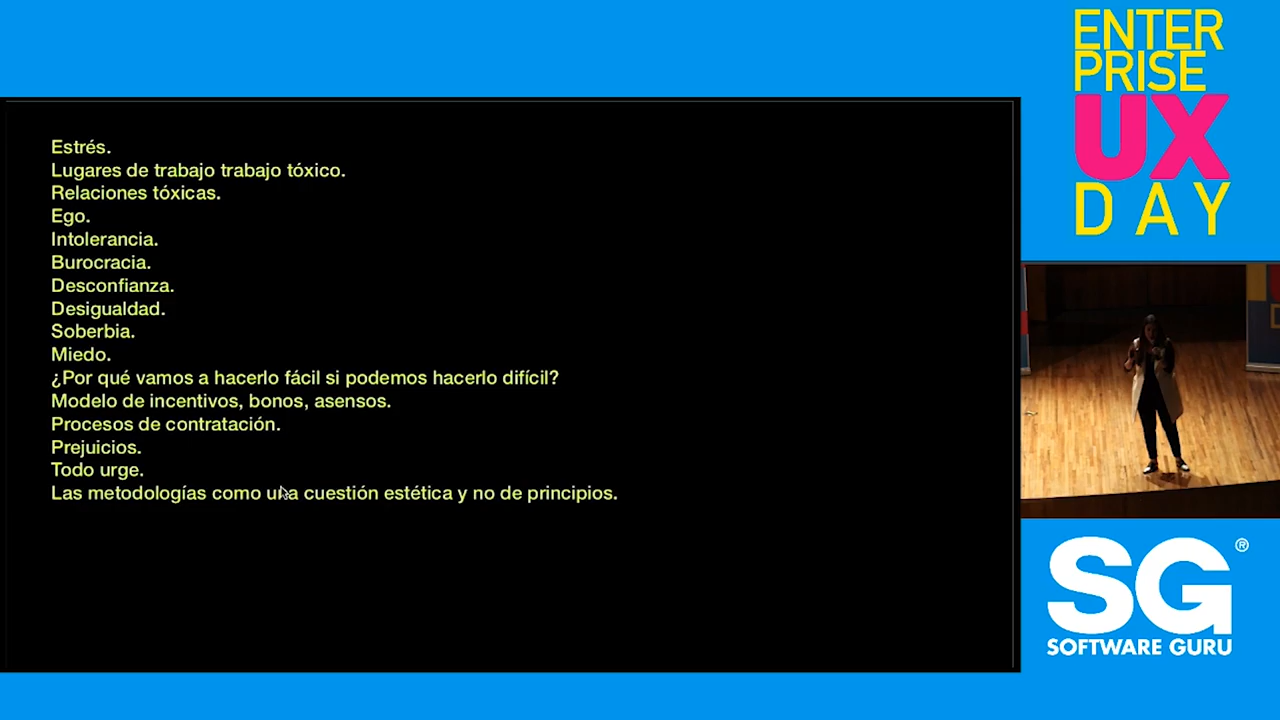 ENTER
PRISE
UX
DAY
Estrés.
Lugares de trabajo trabajo tóxico.
Relaciones tóxicas.
Ego.
Intolerancia.
Burocracia.
Desconfianza.
Desigualdad.
Soberbia.
Miedo.
¿Por qué vamos a hacerlo fácil si podemos hacerlo difícil?
Modelo de incentivos, bonos, asensos.
Procesos de contratación.
Prejuicios.
Todo urge.
Las metodologías como una cuestión estética y no de principios.
SG®
SOFTWARE GURU